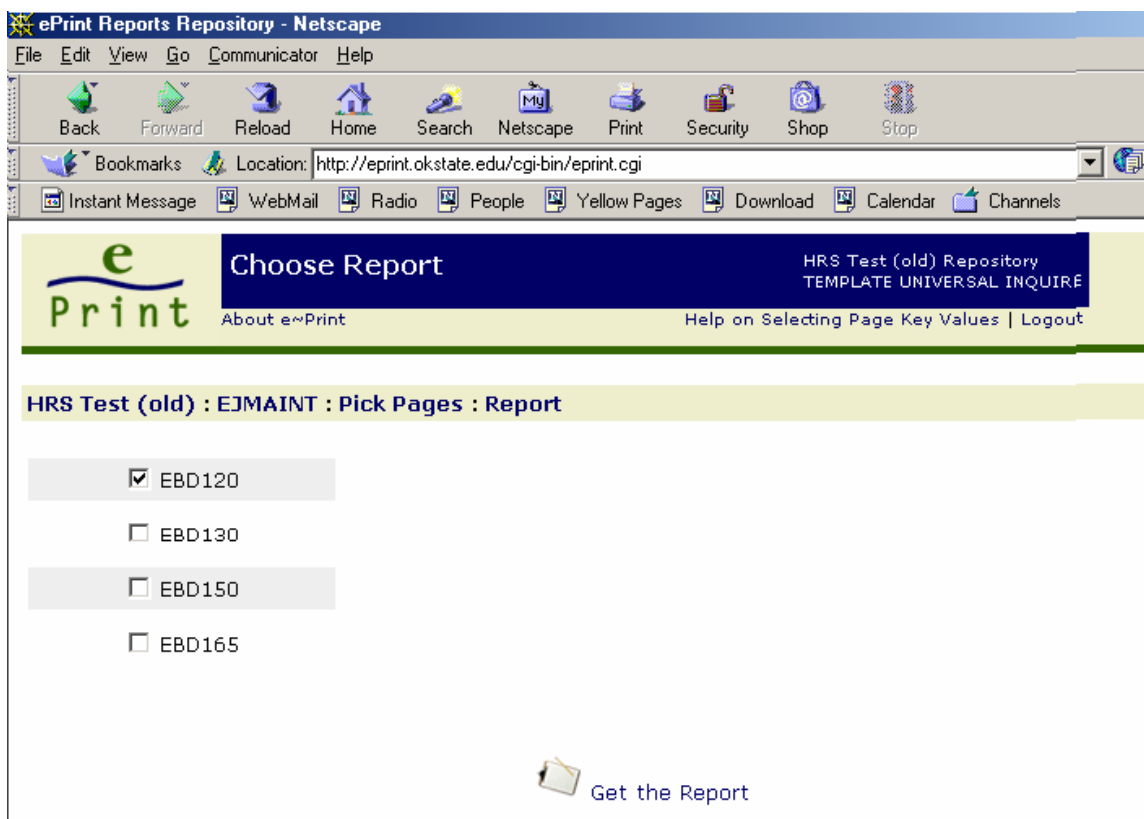 ePrint Reports Repository - Netscape
File Edit View Go Communicator Help
Back Forward Reload Home Search Netscape Print Security Shop Stop
Bookmarks Location: http://eprint.okstate.edu/cgi-bin/eprint.cgi
Instant Message WebMail Radio People Yellow Pages Download Calendar Channels
e
Print
Choose Report
HRS Test (old) Repository
TEMPLATE UNIVERSAL INQUIRE
About e~Print Help on Selecting Page Key Values | Logout
HRS Test (old) : EJMAINT : Pick Pages : Report
EBD120
EBD130
EBD150
EBD165
Get the Report